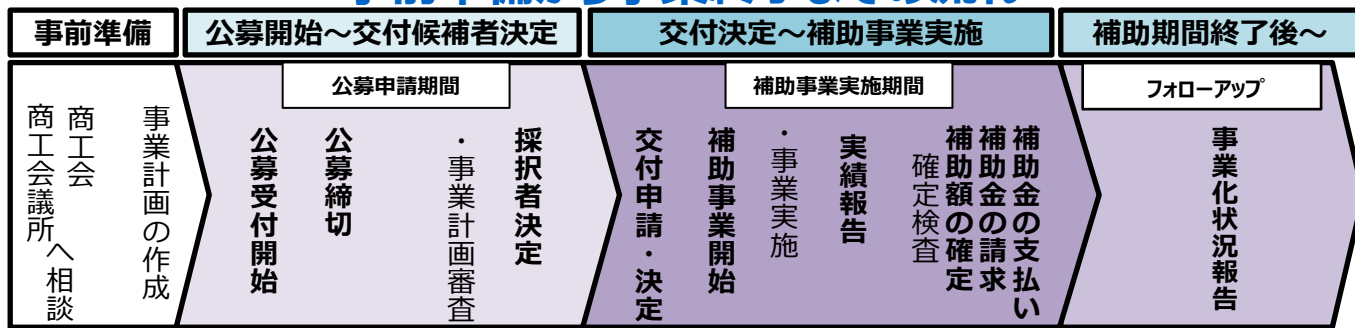 事前準備
公募開始～交付候補者決定
交付決定～補助事業実施
補助期間終了後～
公募申請期間
補助事業実施期間
フォローアップ
商工会
商工会議所
へ相談
事業計画の作成
公募受付開始
公募締切
・事業計画審査
採択者決定
交付申請・決定
補助事業開始
・事業実施
実績報告
確定検査
補助額の確定
補助金の請求
補助金の支払い
事業化状況報告